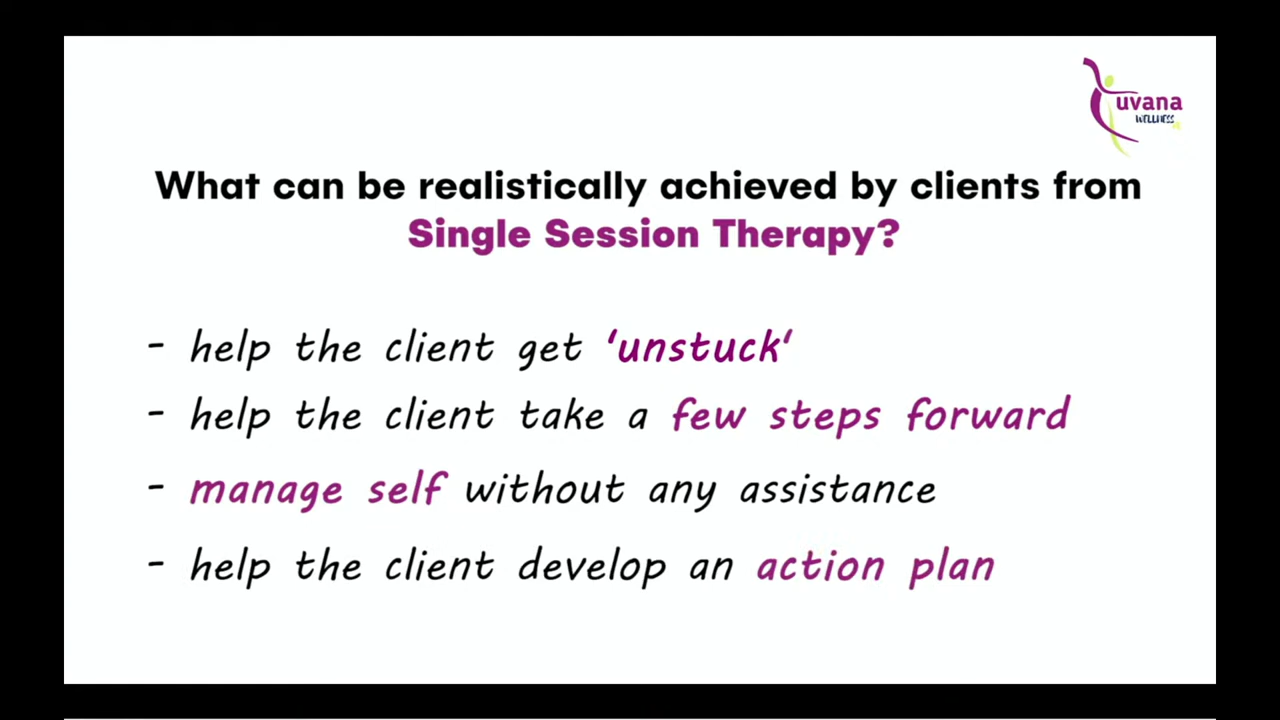 uvana
WELLNESS
What can be realistically achieved by clients from
Single Session Therapy?
- help the client get ‘unstuck‘
- help the client take a few steps forward
- manage self without any assistance
- help the client develop an action plan